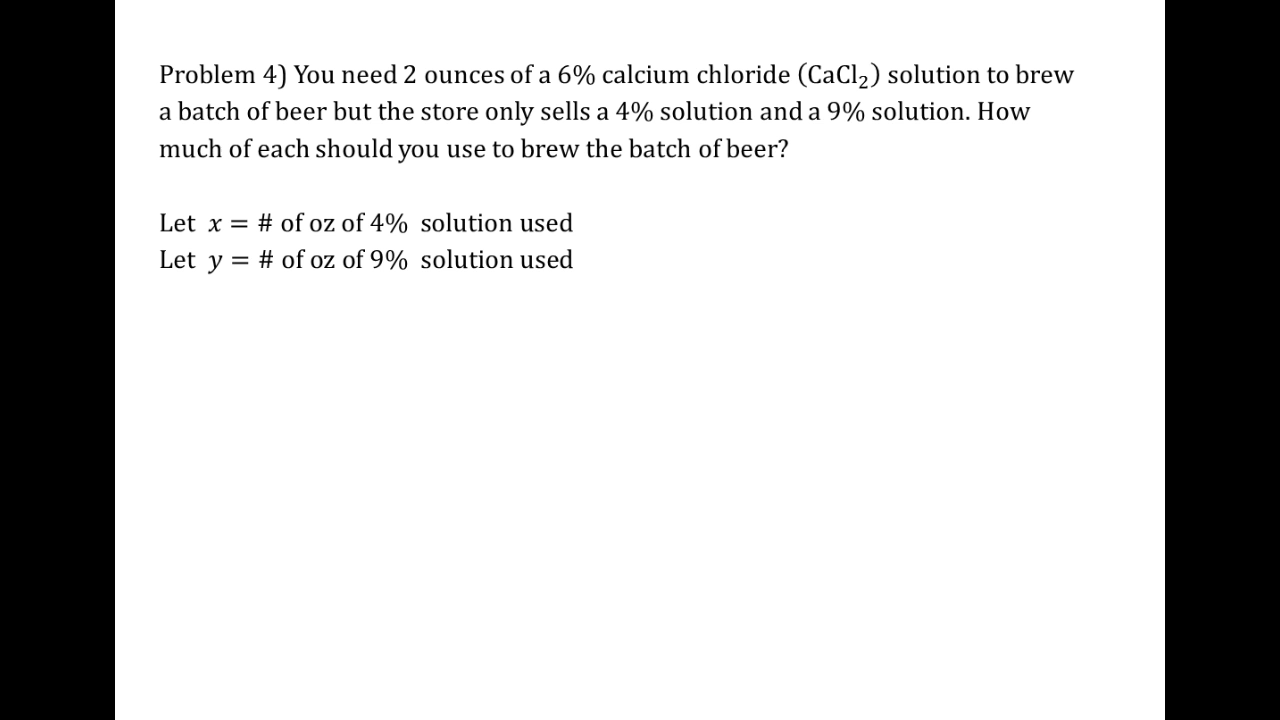 Problem 4) You need 2 ounces of a 6% calcium chloride (CaCl₂) solution to brew
a batch of beer but the store only sells a 4% solution and a 9% solution. How
much of each should you use to brew the batch of beer?
Let x = # of oz of 4% solution used
Let y = # of oz of 9% solution used